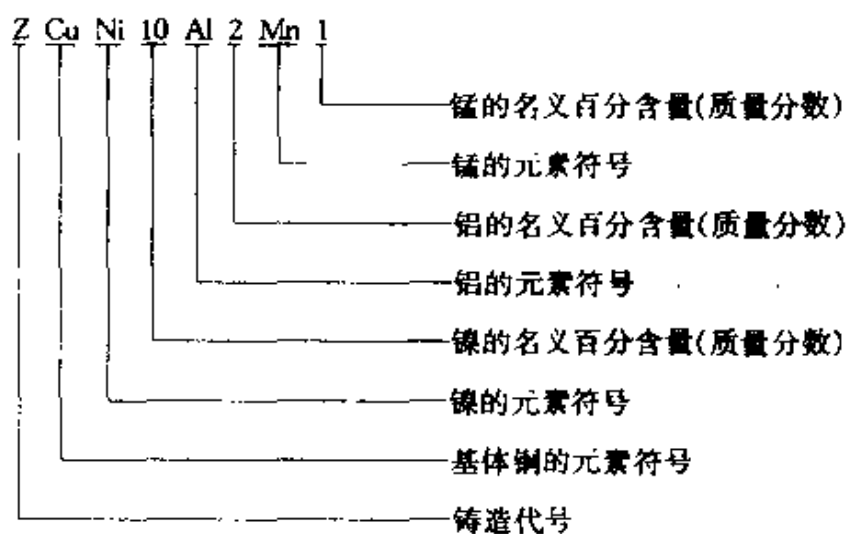 Z Cu Ni 10 Al 2 Mn 1
锰的名义百分含量(质量分数)
锰的元素符号
铝的名义百分含量(质量分数)
铝的元素符号
镍的名义百分含量(质量分数)
镍的元素符号
基体铜的元素符号
铸造代号